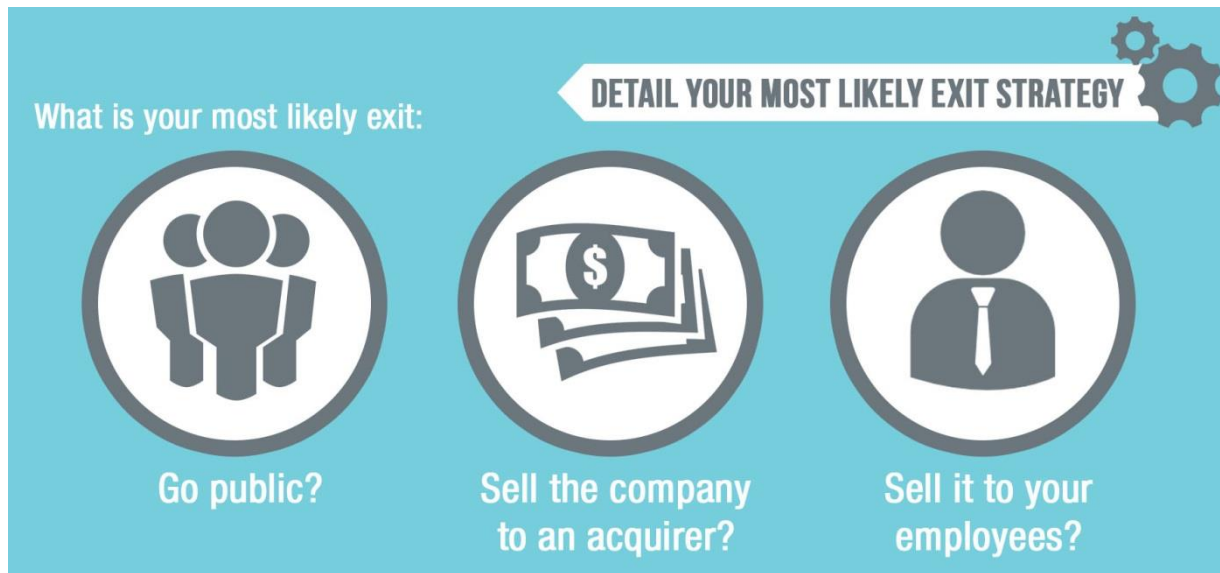 DETAIL YOUR MOST LIKELY EXIT STRATEGY
What is your most likely exit:
$
Go public?
Sell the company
to an acquirer?
Sell it to your
employees?